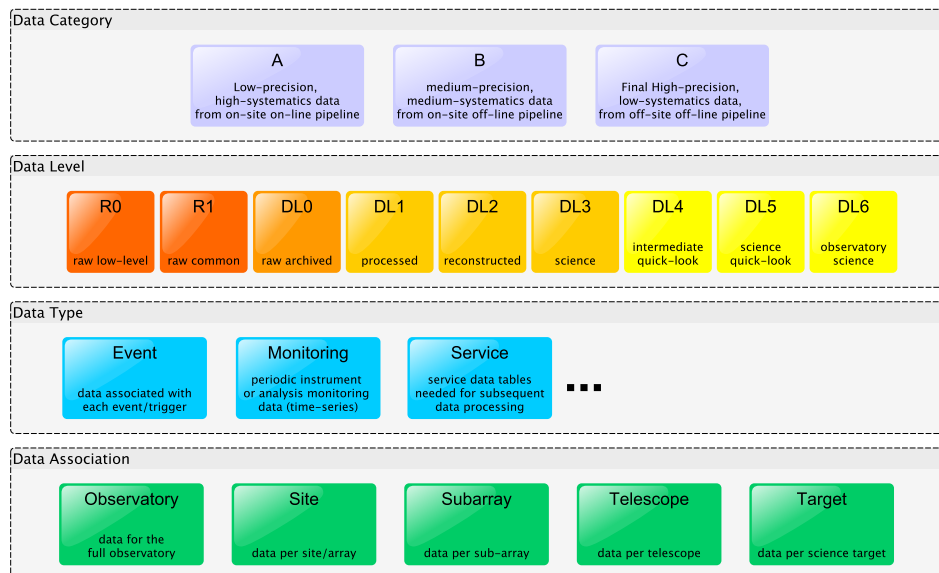 Data Category
A
Low-precision,
high-systematics data
from on-site on-line pipeline
B
medium-precision,
medium-systematics data
from on-site off-line pipeline
C
Final High-precision,
low-systematics data,
from off-site off-line pipeline
Data Level
R0
raw low-level
R1
raw common
DL0
raw archived
DL1
processed
DL2
reconstructed
DL3
science
DL4
intermediate
quick-look
DL5
science
quick-look
DL6
observatory
science
Data Type
Event
data associated with
each event/trigger
Monitoring
periodic instrument
or analysis monitoring
data (time-series)
Service
service data tables
needed for subsequent
data processing
...
Data Association
Observatory
data for the
full observatory
Site
data per site/array
Subarray
data per sub-array
Telescope
data per telescope
Target
data per science target